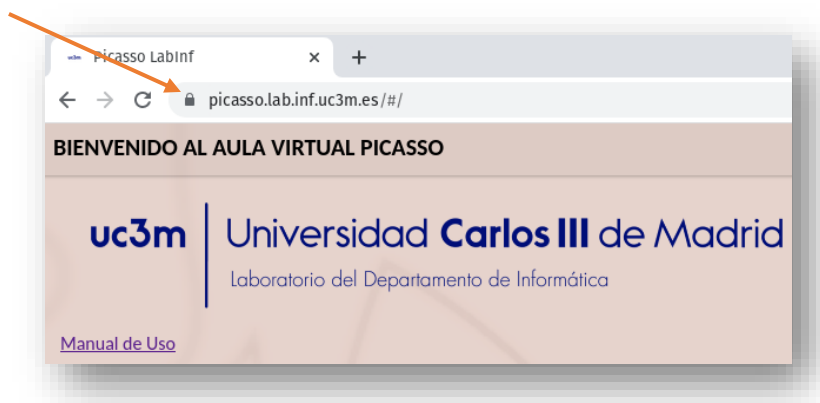 uc3m Picasso LabInf
picasso.lab.inf.uc3m.es/#/
BIENVENIDO AL AULA VIRTUAL PICASSO
uc3m Universidad Carlos III de Madrid
Laboratorio del Departamento de Informática
Manual de Uso